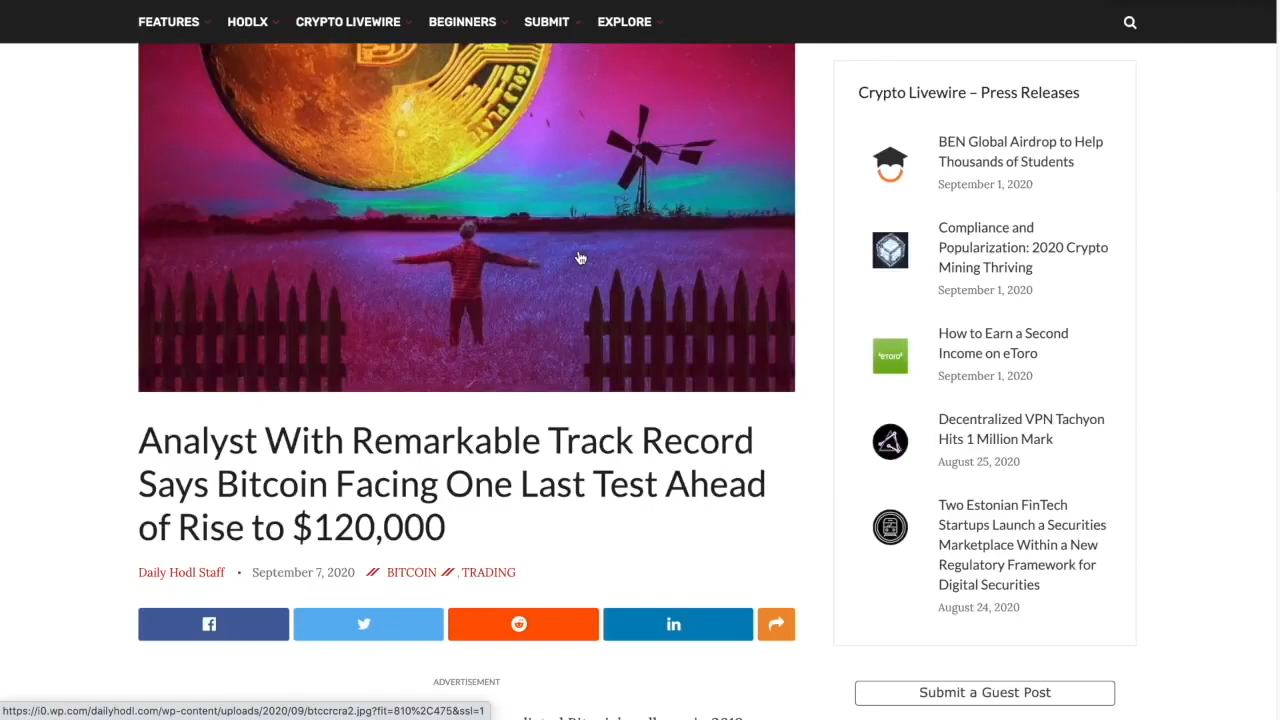 FEATURES HODLX CRYPTO LIVEWIRE BEGINNERS SUBMIT EXPLORE
GOLD PLATE
Analyst With Remarkable Track Record
Says Bitcoin Facing One Last Test Ahead
of Rise to $120,000
Daily Hodl Staff • September 7, 2020 // BITCOIN // , TRADING
ADVERTISEMENT
Crypto Livewire – Press Releases
BEN Global Airdrop to Help
Thousands of Students
September 1, 2020
Compliance and
Popularization: 2020 Crypto
Mining Thriving
September 1, 2020
eToro
How to Earn a Second
Income on eToro
September 1, 2020
Decentralized VPN Tachyon
Hits 1 Million Mark
August 25, 2020
Two Estonian FinTech
Startups Launch a Securities
Marketplace Within a New
Regulatory Framework for
Digital Securities
August 24, 2020
Submit a Guest Post
https://i0.wp.com/dailyhodl.com/wp-content/uploads/2020/09/btccrcra2.jpg?fit=810%2C475&ssl=1